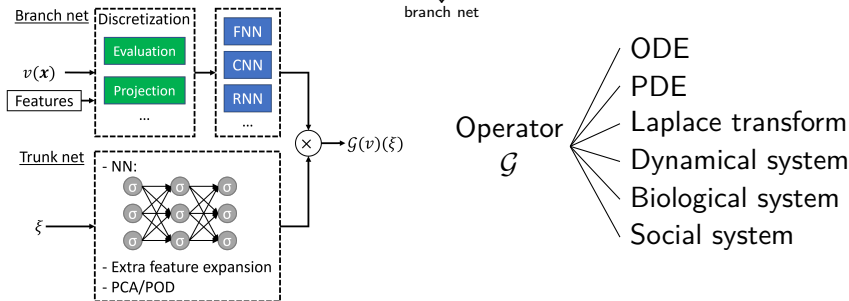 branch net
Branch net
Discretization
Evaluation
Projection
...
v(x)
Features
FNN
CNN
RNN
...
×
𝒢(v)(ξ)
Trunk net
- NN:
σ σ σ
σ σ σ
σ σ σ
ξ
- Extra feature expansion
- PCA/POD
Operator
𝒢
ODE
PDE
Laplace transform
Dynamical system
Biological system
Social system